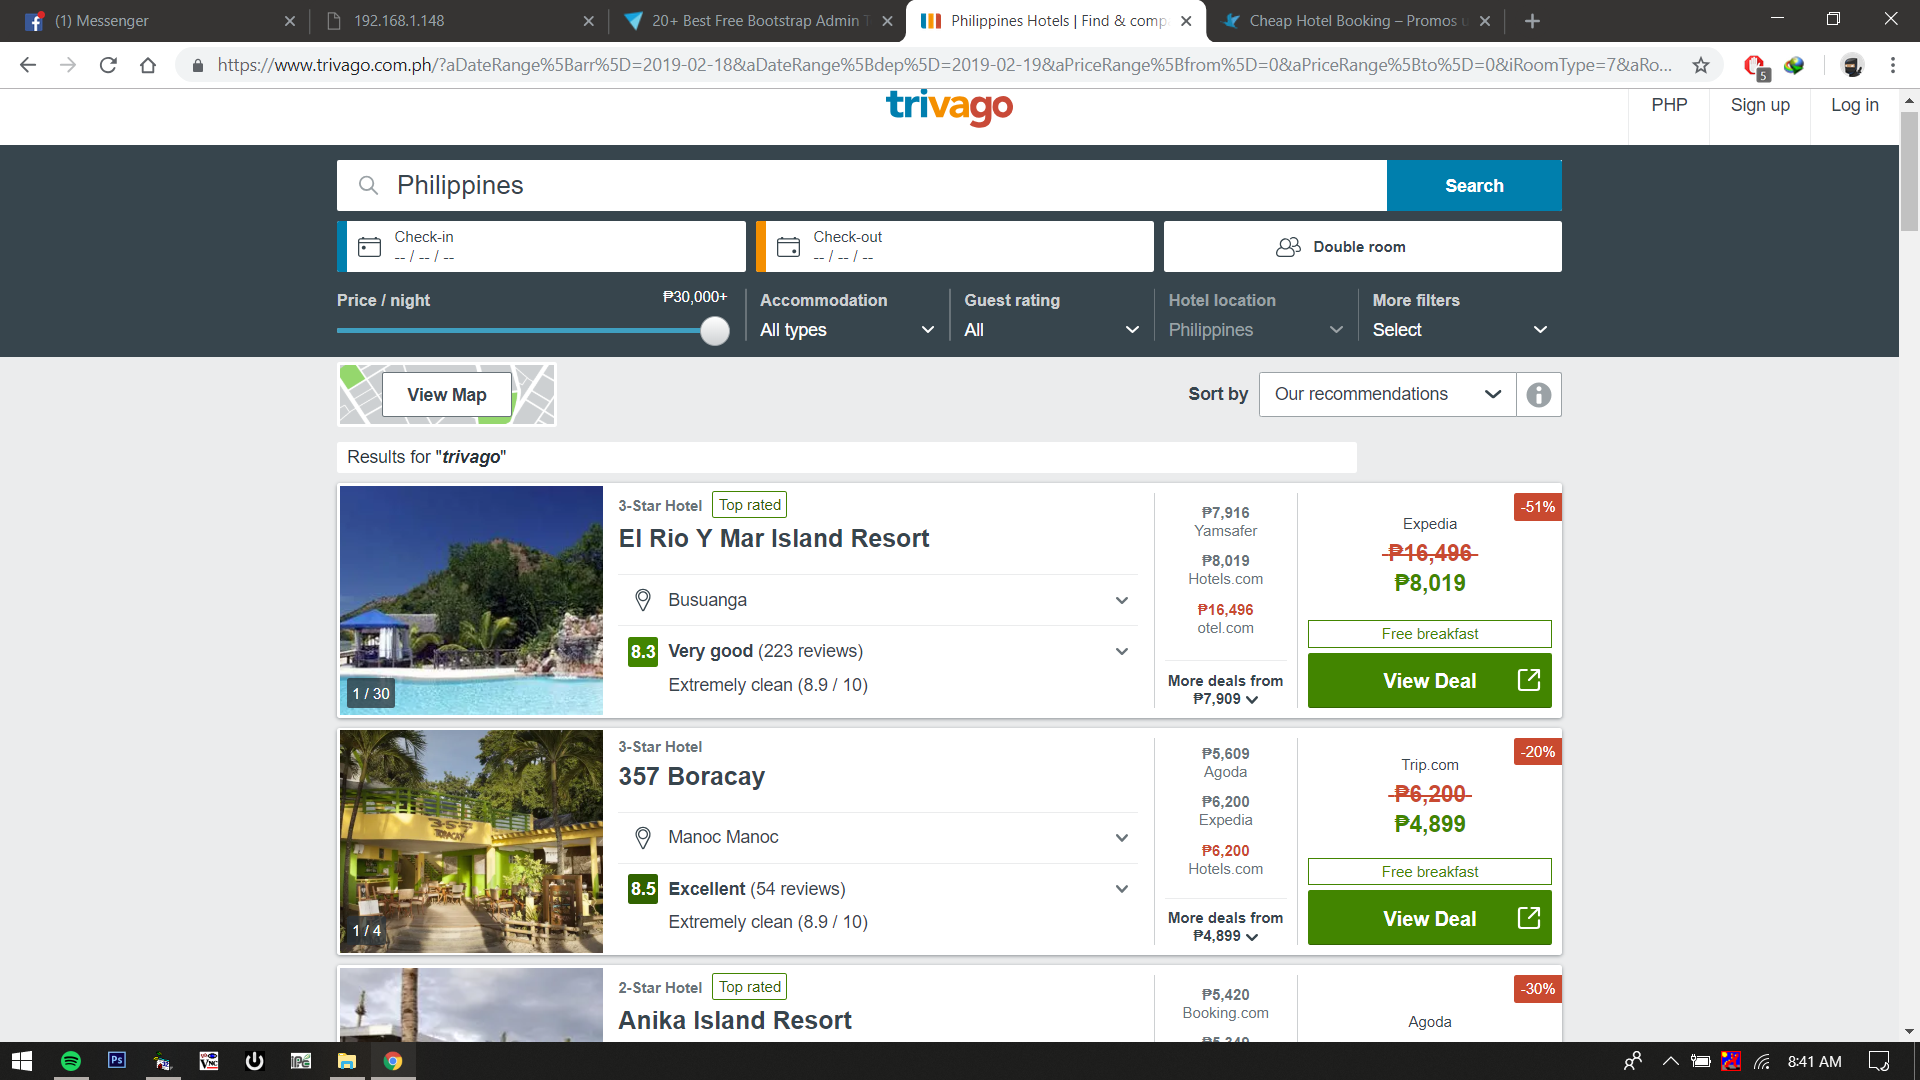 (1) Messenger
192.168.1.148
20+ Best Free Bootstrap Admin T
Philippines Hotels | Find & comp
Cheap Hotel Booking – Promos u
https://www.trivago.com.ph/?aDateRange%5Barr%5D=2019-02-18&aDateRange%5Bdep%5D=2019-02-19&aPriceRange%5Bfrom%5D=0&aPriceRange%5Bto%5D=0&iRoomType=7&aRo...
5
trivago
PHP
Sign up
Log in
Philippines
Search
Check-in
-- / -- / --
Check-out
-- / -- / --
Double room
Price / night
₱30,000+
Accommodation
All types
Guest rating
All
Hotel location
Philippines
More filters
Select
View Map
Sort by
Our recommendations
Results for "trivago"
3-Star Hotel
Top rated
El Rio Y Mar Island Resort
Busuanga
8.3 Very good (223 reviews)
Extremely clean (8.9 / 10)
1 / 30
₱7,916
Yamsafer
₱8,019
Hotels.com
₱16,496
otel.com
More deals from
₱7,909
-51%
Expedia
₱16,496
₱8,019
Free breakfast
View Deal
3-Star Hotel
357 Boracay
Manoc Manoc
8.5 Excellent (54 reviews)
Extremely clean (8.9 / 10)
1 / 4
₱5,609
Agoda
₱6,200
Expedia
₱6,200
Hotels.com
More deals from
₱4,899
-20%
Trip.com
₱6,200
₱4,899
Free breakfast
View Deal
2-Star Hotel
Top rated
Anika Island Resort
₱5,420
Booking.com
-30%
Agoda
Ps
8:41 AM